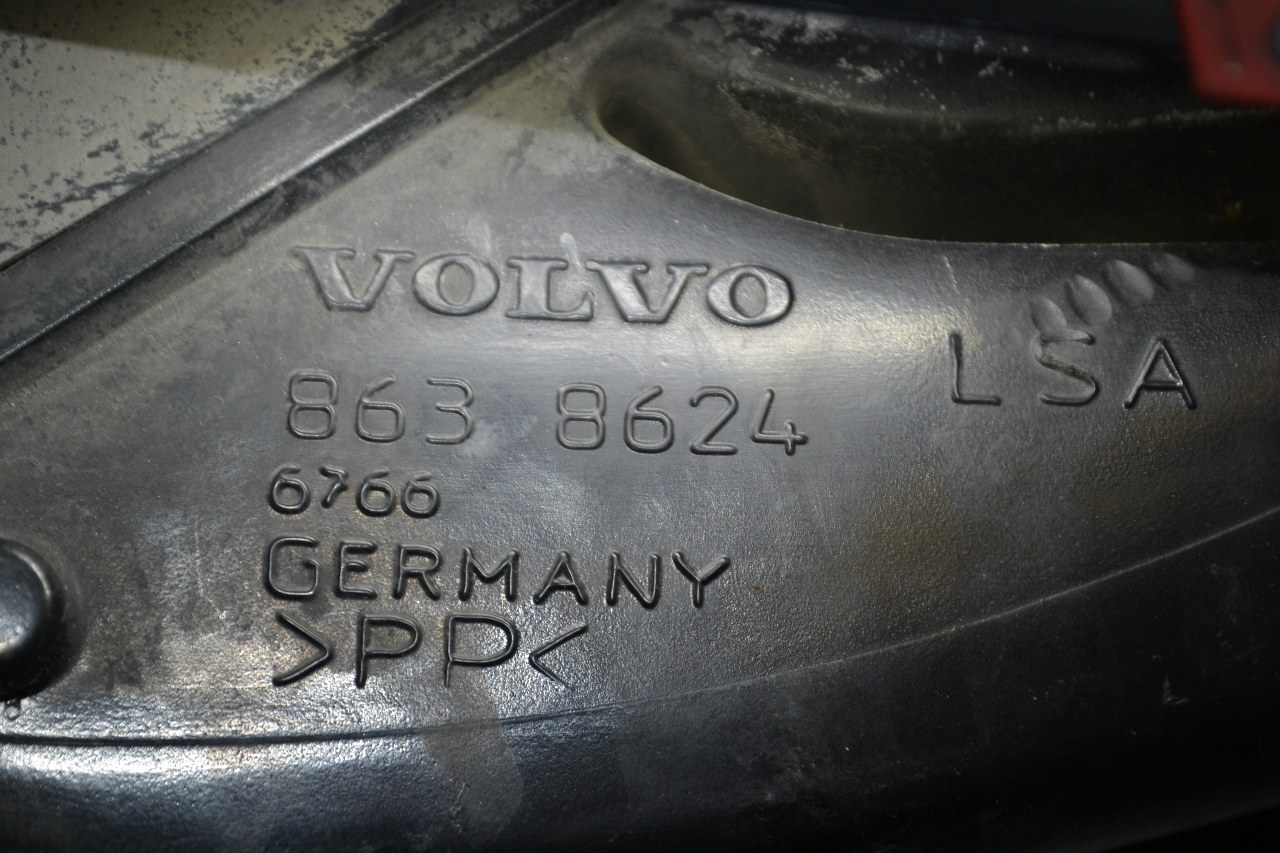 VOLVO
863 8624
LSA
6766
GERMANY
>PP<